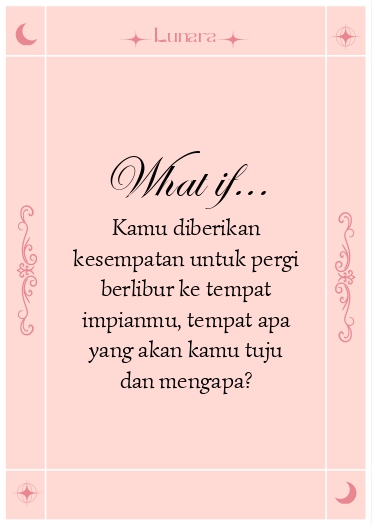 Lunara
What if...
Kamu diberikan
kesempatan untuk pergi
berlibur ke tempat
impianmu, tempat apa
yang akan kamu tuju
dan mengapa?